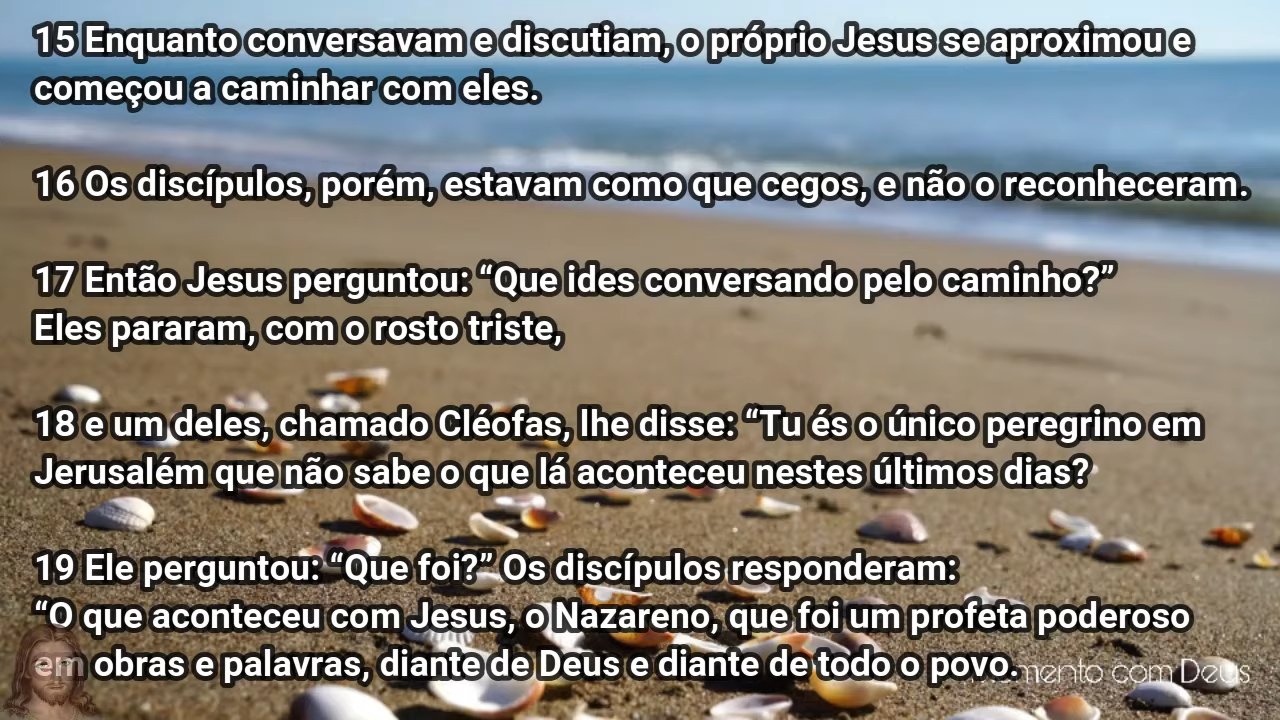 15 Enquanto conversavam e discutiam, o próprio Jesus se aproximou e
começou a caminhar com eles.
16 Os discípulos, porém, estavam como que cegos, e não o reconheceram.
17 Então Jesus perguntou: “Que ides conversando pelo caminho?”
Eles pararam, com o rosto triste,
18 e um deles, chamado Cléofas, lhe disse: “Tu és o único peregrino em
Jerusalém que não sabe o que lá aconteceu nestes últimos dias?
19 Ele perguntou: “Que foi?” Os discípulos responderam:
“O que aconteceu com Jesus, o Nazareno, que foi um profeta poderoso
em obras e palavras, diante de Deus e diante de todo o povo.
com Deus